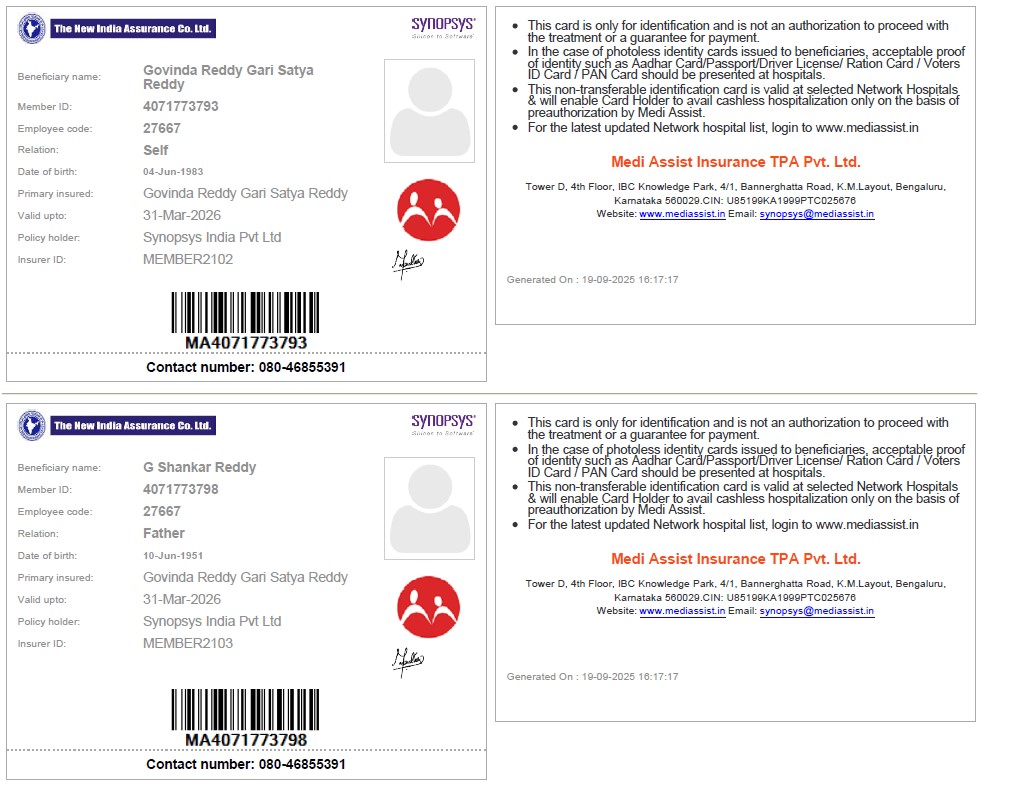 The New India Assurance Co. Ltd.
SYNOPSYS®
Silicon to Software™
Beneficiary name: Govinda Reddy Gari Satya
Reddy
Member ID: 4071773793
Employee code: 27667
Relation: Self
Date of birth: 04-Jun-1983
Primary insured: Govinda Reddy Gari Satya Reddy
Valid upto: 31-Mar-2026
Policy holder: Synopsys India Pvt Ltd
Insurer ID: MEMBER2102
MA4071773793
Contact number: 080-46855391
• This card is only for identification and is not an authorization to proceed with
the treatment or a guarantee for payment.
• In the case of photoless identity cards issued to beneficiaries, acceptable proof
of identity such as Aadhar Card/Passport/Driver License/ Ration Card / Voters
ID Card / PAN Card should be presented at hospitals.
• This non-transferable identification card is valid at selected Network Hospitals
& will enable Card Holder to avail cashless hospitalization only on the basis of
preauthorization by Medi Assist.
• For the latest updated Network hospital list, login to www.mediassist.in
Medi Assist Insurance TPA Pvt. Ltd.
Tower D, 4th Floor, IBC Knowledge Park, 4/1, Bannerghatta Road, K.M.Layout, Bengaluru,
Karnataka 560029.CIN: U85199KA1999PTC025676
Website: www.mediassist.in Email: synopsys@mediassist.in
Generated On : 19-09-2025 16:17:17
The New India Assurance Co. Ltd.
SYNOPSYS®
Silicon to Software™
Beneficiary name: G Shankar Reddy
Member ID: 4071773798
Employee code: 27667
Relation: Father
Date of birth: 10-Jun-1951
Primary insured: Govinda Reddy Gari Satya Reddy
Valid upto: 31-Mar-2026
Policy holder: Synopsys India Pvt Ltd
Insurer ID: MEMBER2103
MA4071773798
Contact number: 080-46855391
• This card is only for identification and is not an authorization to proceed with
the treatment or a guarantee for payment.
• In the case of photoless identity cards issued to beneficiaries, acceptable proof
of identity such as Aadhar Card/Passport/Driver License/ Ration Card / Voters
ID Card / PAN Card should be presented at hospitals.
• This non-transferable identification card is valid at selected Network Hospitals
& will enable Card Holder to avail cashless hospitalization only on the basis of
preauthorization by Medi Assist.
• For the latest updated Network hospital list, login to www.mediassist.in
Medi Assist Insurance TPA Pvt. Ltd.
Tower D, 4th Floor, IBC Knowledge Park, 4/1, Bannerghatta Road, K.M.Layout, Bengaluru,
Karnataka 560029.CIN: U85199KA1999PTC025676
Website: www.mediassist.in Email: synopsys@mediassist.in
Generated On : 19-09-2025 16:17:17